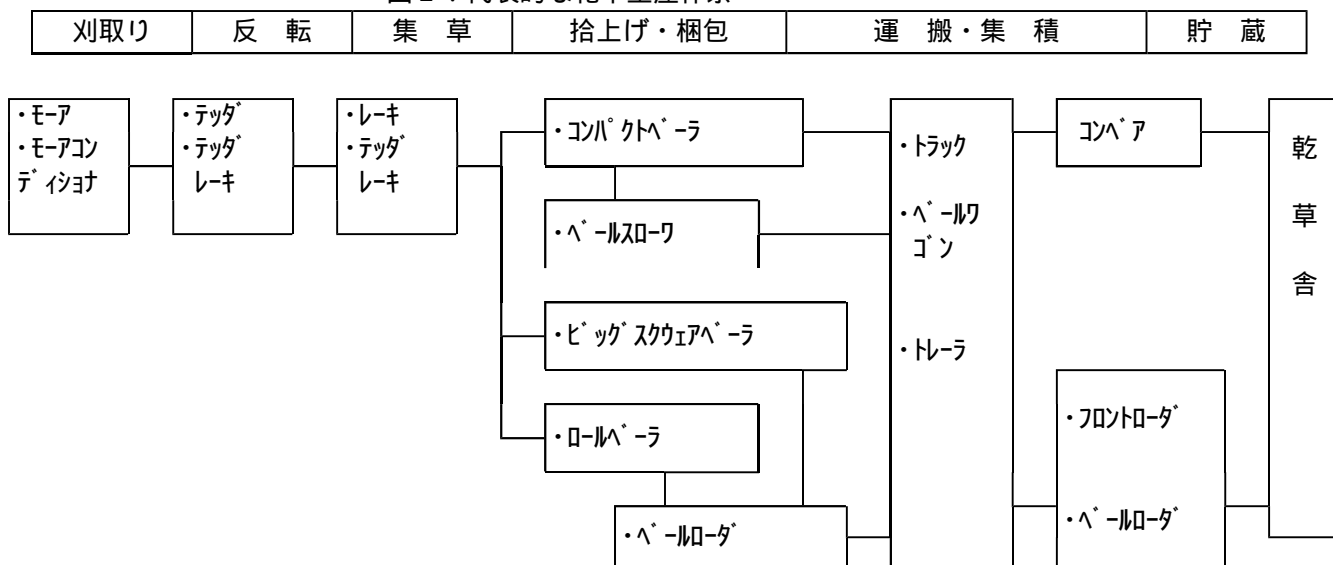 刈取り 反 転 集 草 拾上げ・梱包 運 搬・集 積 貯 蔵
・モーア
・モーアコン
ディショナ
・テッダ
・テッダ
レーキ
・レーキ
・テッダ
レーキ
・コンパクトベーラ
・ベールスローワ
・ビッグスクウェアベーラ
・ロールベーラ
・ベールローダ
・トラック
・ベールワ
ゴン
・トレーラ
コンベア
・フロントローダ
・ベールローダ
乾
草
舎